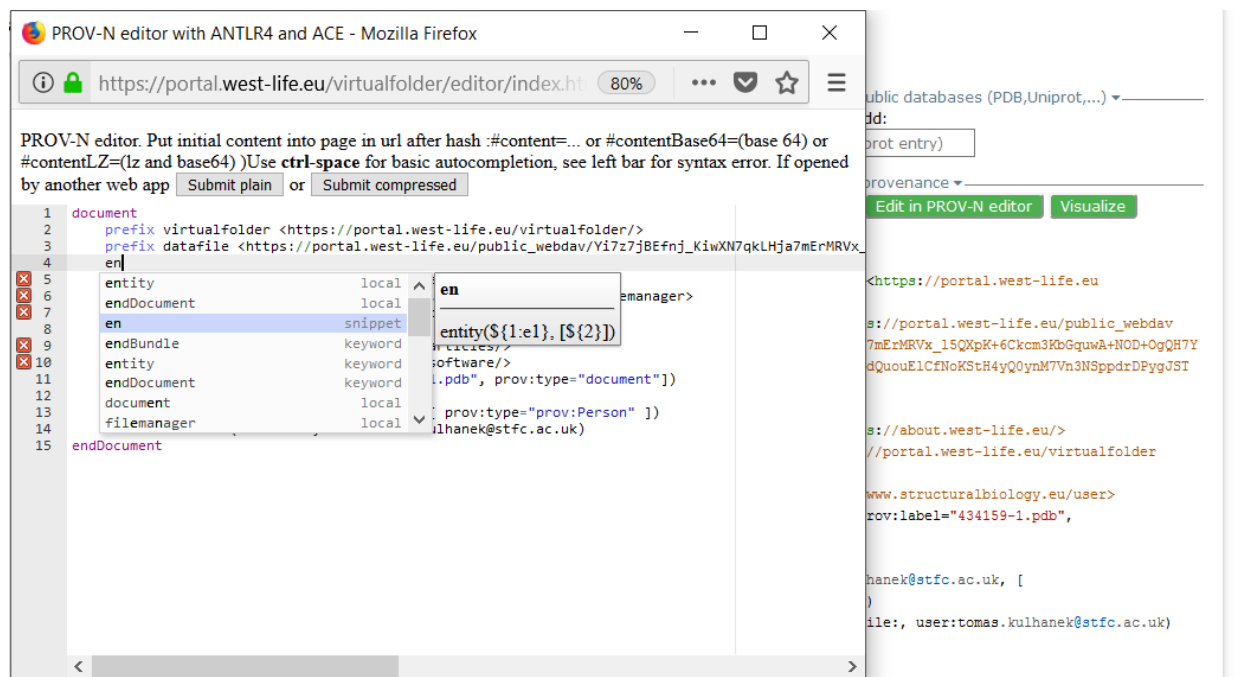 PROV-N editor with ANTLR4 and ACE - Mozilla Firefox
https://portal.west-life.eu/virtualfolder/editor/index.ht 80%
PROV-N editor. Put initial content into page in url after hash :#content=... or #contentBase64=(base 64) or
#contentLZ=(lz and base64) )Use ctrl-space for basic autocompletion, see left bar for syntax error. If opened
by another web app Submit plain or Submit compressed
1 document
2 prefix virtualfolder <https://portal.west-life.eu/virtualfolder/>
3 prefix datafile <https://portal.west-life.eu/public_webdav/Yi7z7jBEfnj_KiwXN7qkLHja7mErMRVx_
4 en
5
6 emanager>
7
8
9 articles/>
10 software/>
11 1.pdb", prov:type="document"])
12
13 [ prov:type="prov:Person" ])
14 ulhanek@stfc.ac.uk)
15 endDocument
entity local
endDocument local
en snippet
endBundle keyword
entity keyword
endDocument keyword
document local
filemanager local
en
entity(${1:e1}, [${2}])
ublic databases (PDB,Uniprot,...)
dd:
prot entry)
provenance
Edit in PROV-N editor Visualize
<https://portal.west-life.eu
s://portal.west-life.eu/public_webdav
7mErMRVx_15QXpK+6Ckcm3KbGquwA+NOD+OgQH7Y
dQuouElCfNoKStH4yQ0ynM7Vn3NSppdrDPygJST
s://about.west-life.eu/>
//portal.west-life.eu/virtualfolder
www.structuralbiology.eu/user>
rov:label="434159-1.pdb",
hanek@stfc.ac.uk, [
)
ile:, user:tomas.kulhanek@stfc.ac.uk)